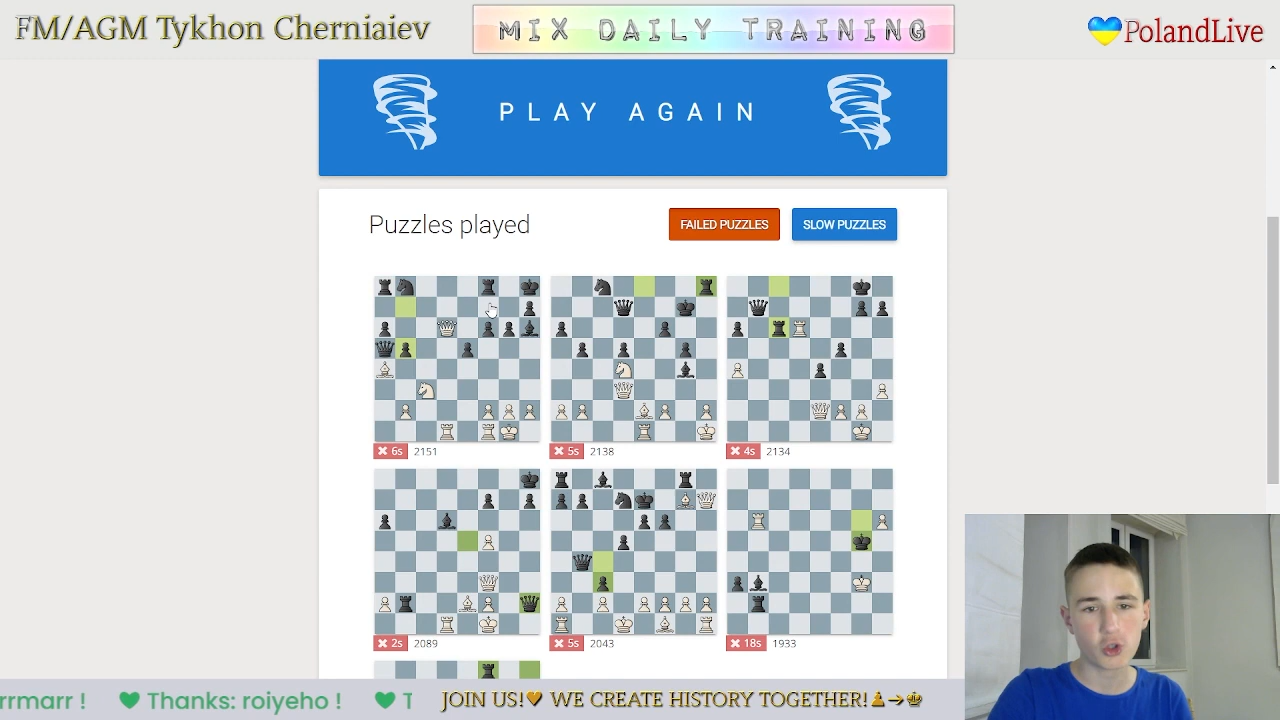 FM/AGM Tykhon Cherniaiev
MIX DAILY TRAINING
PolandLive
PLAY AGAIN
Puzzles played
FAILED PUZZLES
SLOW PUZZLES
✖ 6s 2151
✖ 5s 2138
✖ 4s 2134
✖ 2s 2089
✖ 5s 2043
✖ 18s 1933
rrmarr ! 💚 Thanks: roiyeho ! 💚 T
JOIN US!🧡 WE CREATE HISTORY TOGETHER!♟→♚